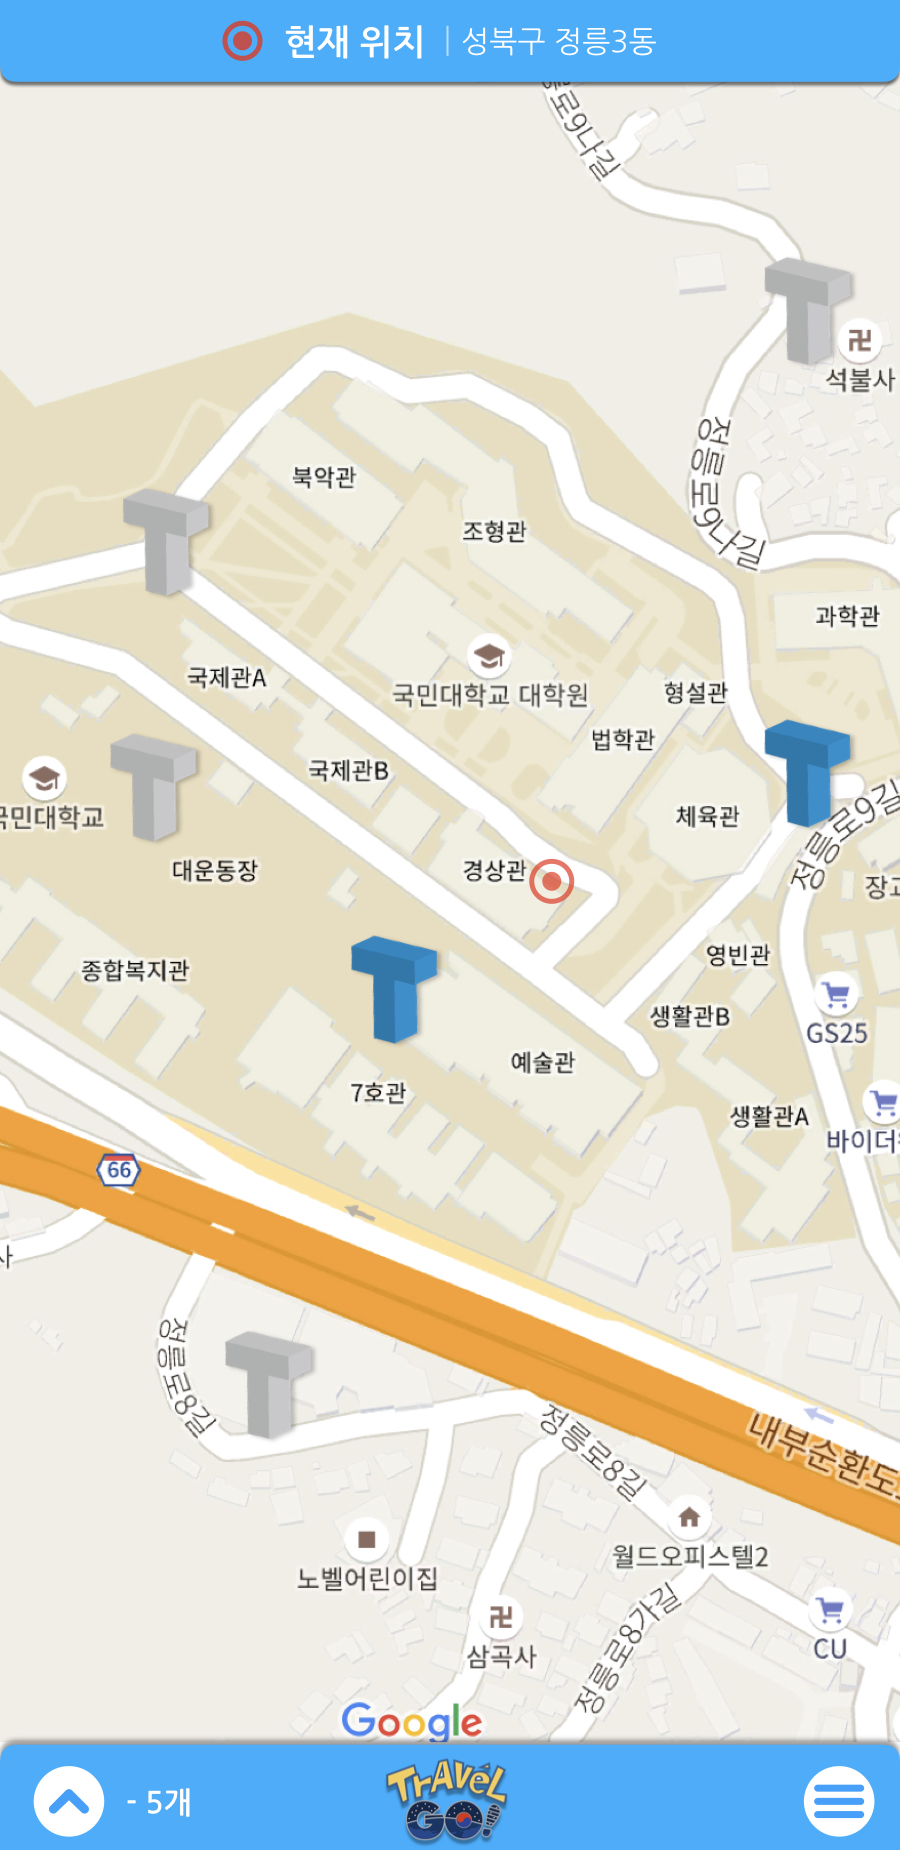 현재 위치 | 성북구 정릉3동
정릉로9나길
석불사
정릉로9나길
북악관
조형관
과학관
국제관A
국민대학교 대학원
형설관
법학관
국제관B
체육관
국민대학교
정릉로9길
대운동장
경상관
영빈관
종합복지관
생활관B
GS25
예술관
7호관
생활관A
66
정릉로8길
내부순환도
정릉로8길
월드오피스텔2
노벨어린이집
정릉로8가길
CU
삼곡사
Google
- 5개
TrAvel
GO!